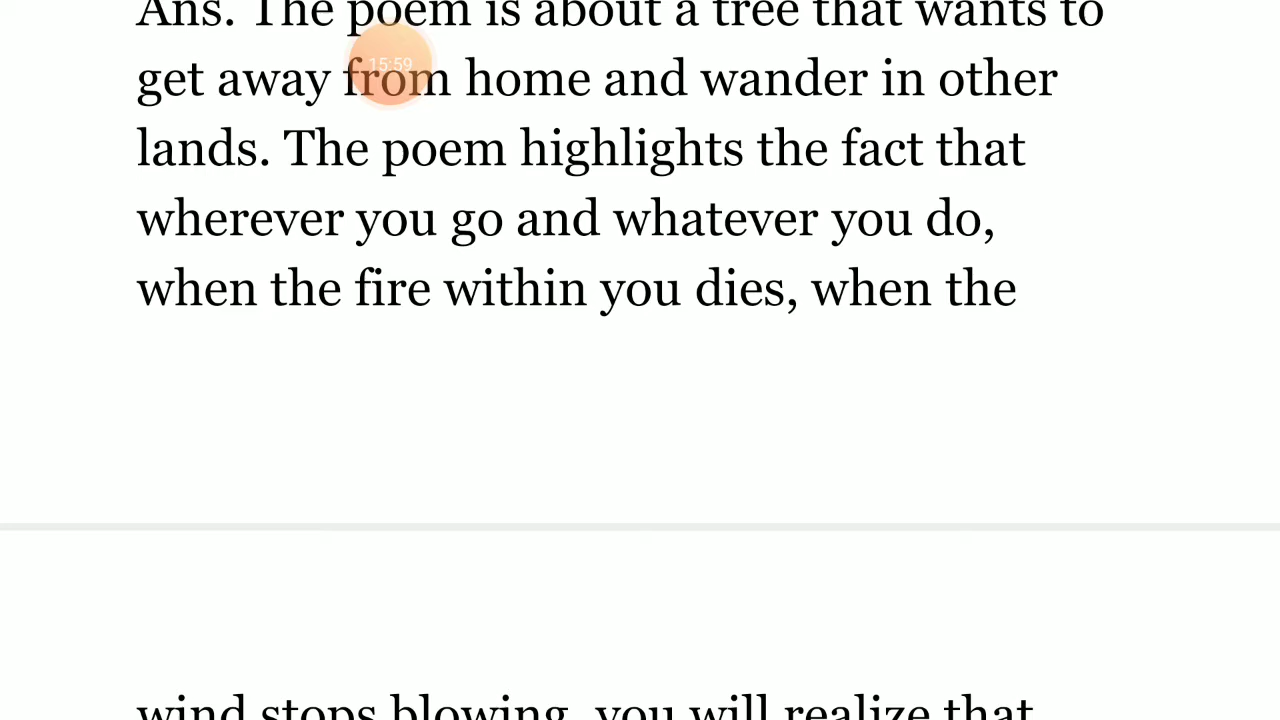 Ans. The poem is about a tree that wants to
15:59
get away from home and wander in other
lands. The poem highlights the fact that
wherever you go and whatever you do,
when the fire within you dies, when the
wind stops blowing, you will realize that